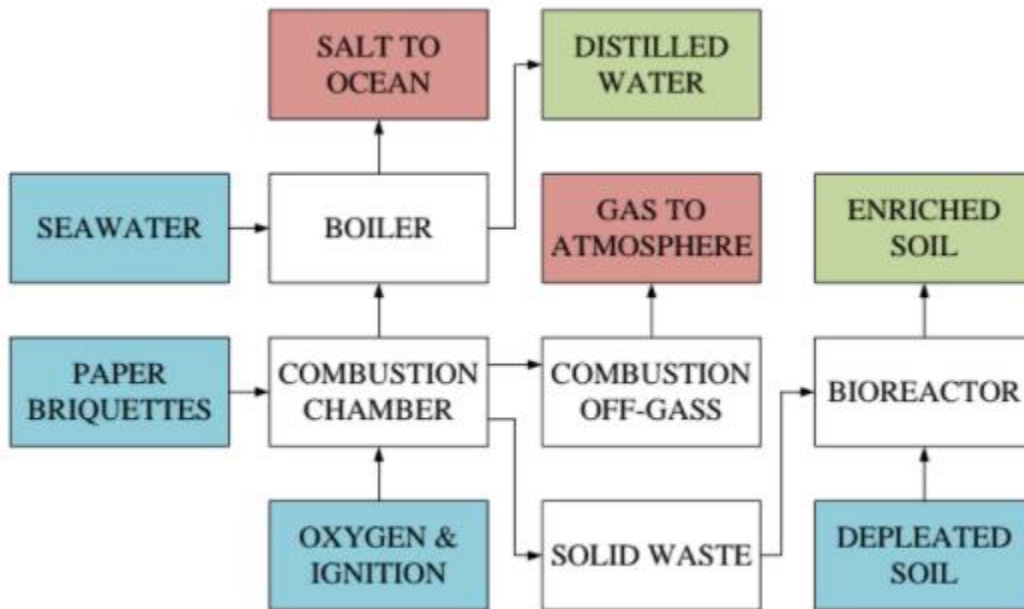 SALT TO
OCEAN
DISTILLED
WATER
SEAWATER
BOILER
GAS TO
ATMOSPHERE
ENRICHED
SOIL
PAPER
BRIQUETTES
COMBUSTION
CHAMBER
COMBUSTION
OFF-GASS
BIOREACTOR
OXYGEN &
IGNITION
SOLID WASTE
DEPLEATED
SOIL